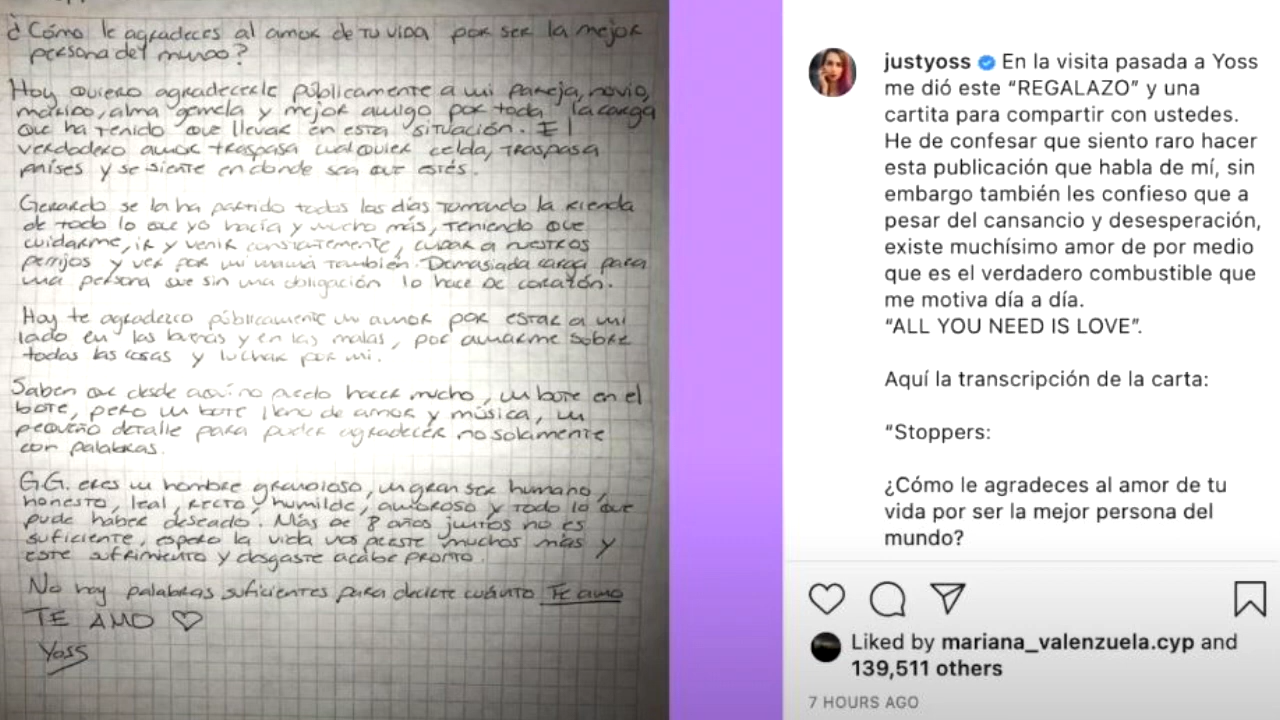 ¿Cómo le agradeces al amor de tu vida por ser la mejor
persona del mundo?
Hoy quiero agradecerle públicamente a mi pareja, novio,
marido, alma gemela y mejor amigo por toda la carga
que ha tenido que llevar en esta situación. El
verdadero amor traspasa cualquier celda, traspasa
países y se siente en donde sea que estés.
Gerardo se la ha partido todos los días tomando la rienda
de todo lo que yo hacía y mucho más, teniendo que
cuidarme, ir y venir constantemente, cuidar a nuestros
perrijos y ver por mi mamá también. Demasiada carga para
una persona que sin una obligación lo hace de corazón.
Hoy te agradezco públicamente mi amor por estar a mi
lado en las buenas y en las malas, por amarme sobre
todas las cosas y luchar por mi.
Saben que desde aquí no puedo hacer mucho, un bote en el
bote, pero un bote lleno de amor y música, un
pequeño detalle para poder agradecer no solamente
con palabras.
G.G. eres un hombre grandioso, un gran ser humano,
honesto, leal, recto, humilde, amoroso y todo lo que
pude haber deseado. Más de 8 años juntos no es
suficiente, espero la vida nos preste muchos más y
este sufrimiento y desgaste acabe pronto.
No hay palabras suficientes para decirte cuánto Te amo
TE AMO ♡
Yoss
justyoss En la visita pasada a Yoss
me dió este “REGALAZO” y una
cartita para compartir con ustedes.
He de confesar que siento raro hacer
esta publicación que habla de mí, sin
embargo también les confieso que a
pesar del cansancio y desesperación,
existe muchísimo amor de por medio
que es el verdadero combustible que
me motiva día a día.
“ALL YOU NEED IS LOVE”.
Aquí la transcripción de la carta:
“Stoppers:
¿Cómo le agradeces al amor de tu
vida por ser la mejor persona del
mundo?
Liked by mariana_valenzuela.cyp and
139,511 others
7 HOURS AGO